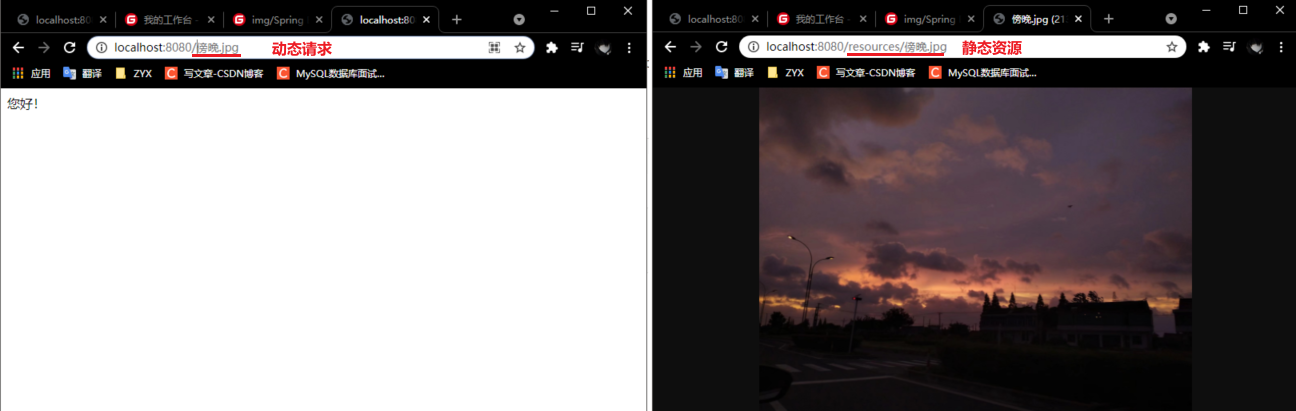 localhost:80
我的工作台 -
img/Spring
localhost:80
localhost:8080/傍晚.jpg
动态请求
应用
翻译
ZYX
写文章-CSDN博客
MySQL数据库面试...
您好！
localhost:80
我的工作台 -
img/Spring
傍晚.jpg (21
localhost:8080/resources/傍晚.jpg
静态资源
应用
翻译
ZYX
写文章-CSDN博客
MySQL数据库面试...